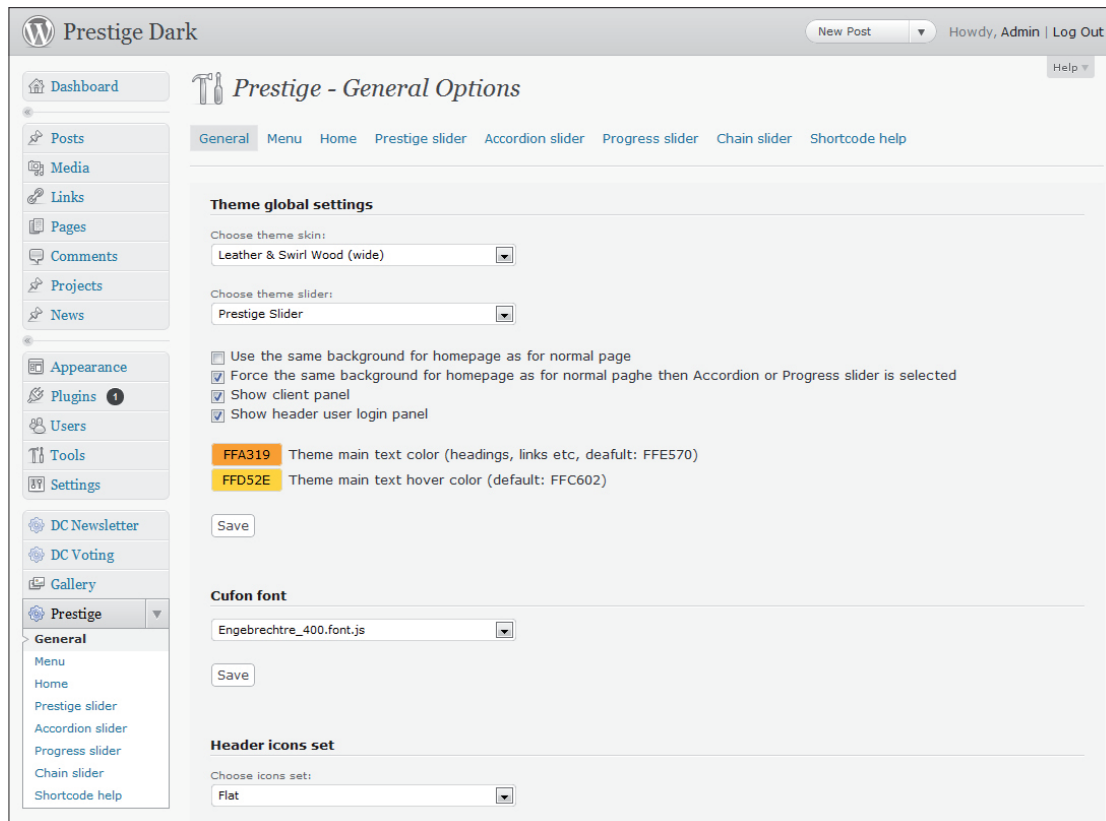 Prestige Dark
New Post
Howdy, Admin | Log Out
Help
Dashboard
Posts
Media
Links
Pages
Comments
Projects
News
Appearance
Plugins 1
Users
Tools
Settings
DC Newsletter
DC Voting
Gallery
Prestige
General
Menu
Home
Prestige slider
Accordion slider
Progress slider
Chain slider
Shortcode help
Prestige - General Options
General Menu Home Prestige slider Accordion slider Progress slider Chain slider Shortcode help
Theme global settings
Choose theme skin:
Leather & Swirl Wood (wide)
Choose theme slider:
Prestige Slider
Use the same background for homepage as for normal page
Force the same background for homepage as for normal paghe then Accordion or Progress slider is selected
Show client panel
Show header user login panel
FFA319 Theme main text color (headings, links etc, deafult: FFE570)
FFD52E Theme main text hover color (default: FFC602)
Save
Cufon font
Engebrechtre_400.font.js
Save
Header icons set
Choose icons set:
Flat